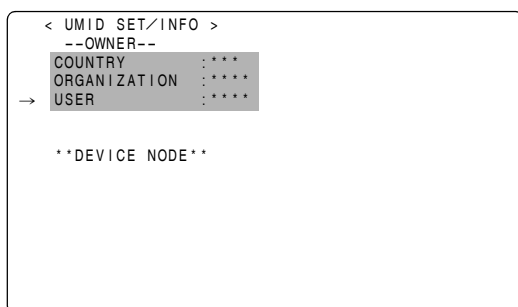 < UMID SET/INFO >
--OWNER--
COUNTRY :***
ORGANIZATION :****
→ USER :****
**DEVICE NODE**